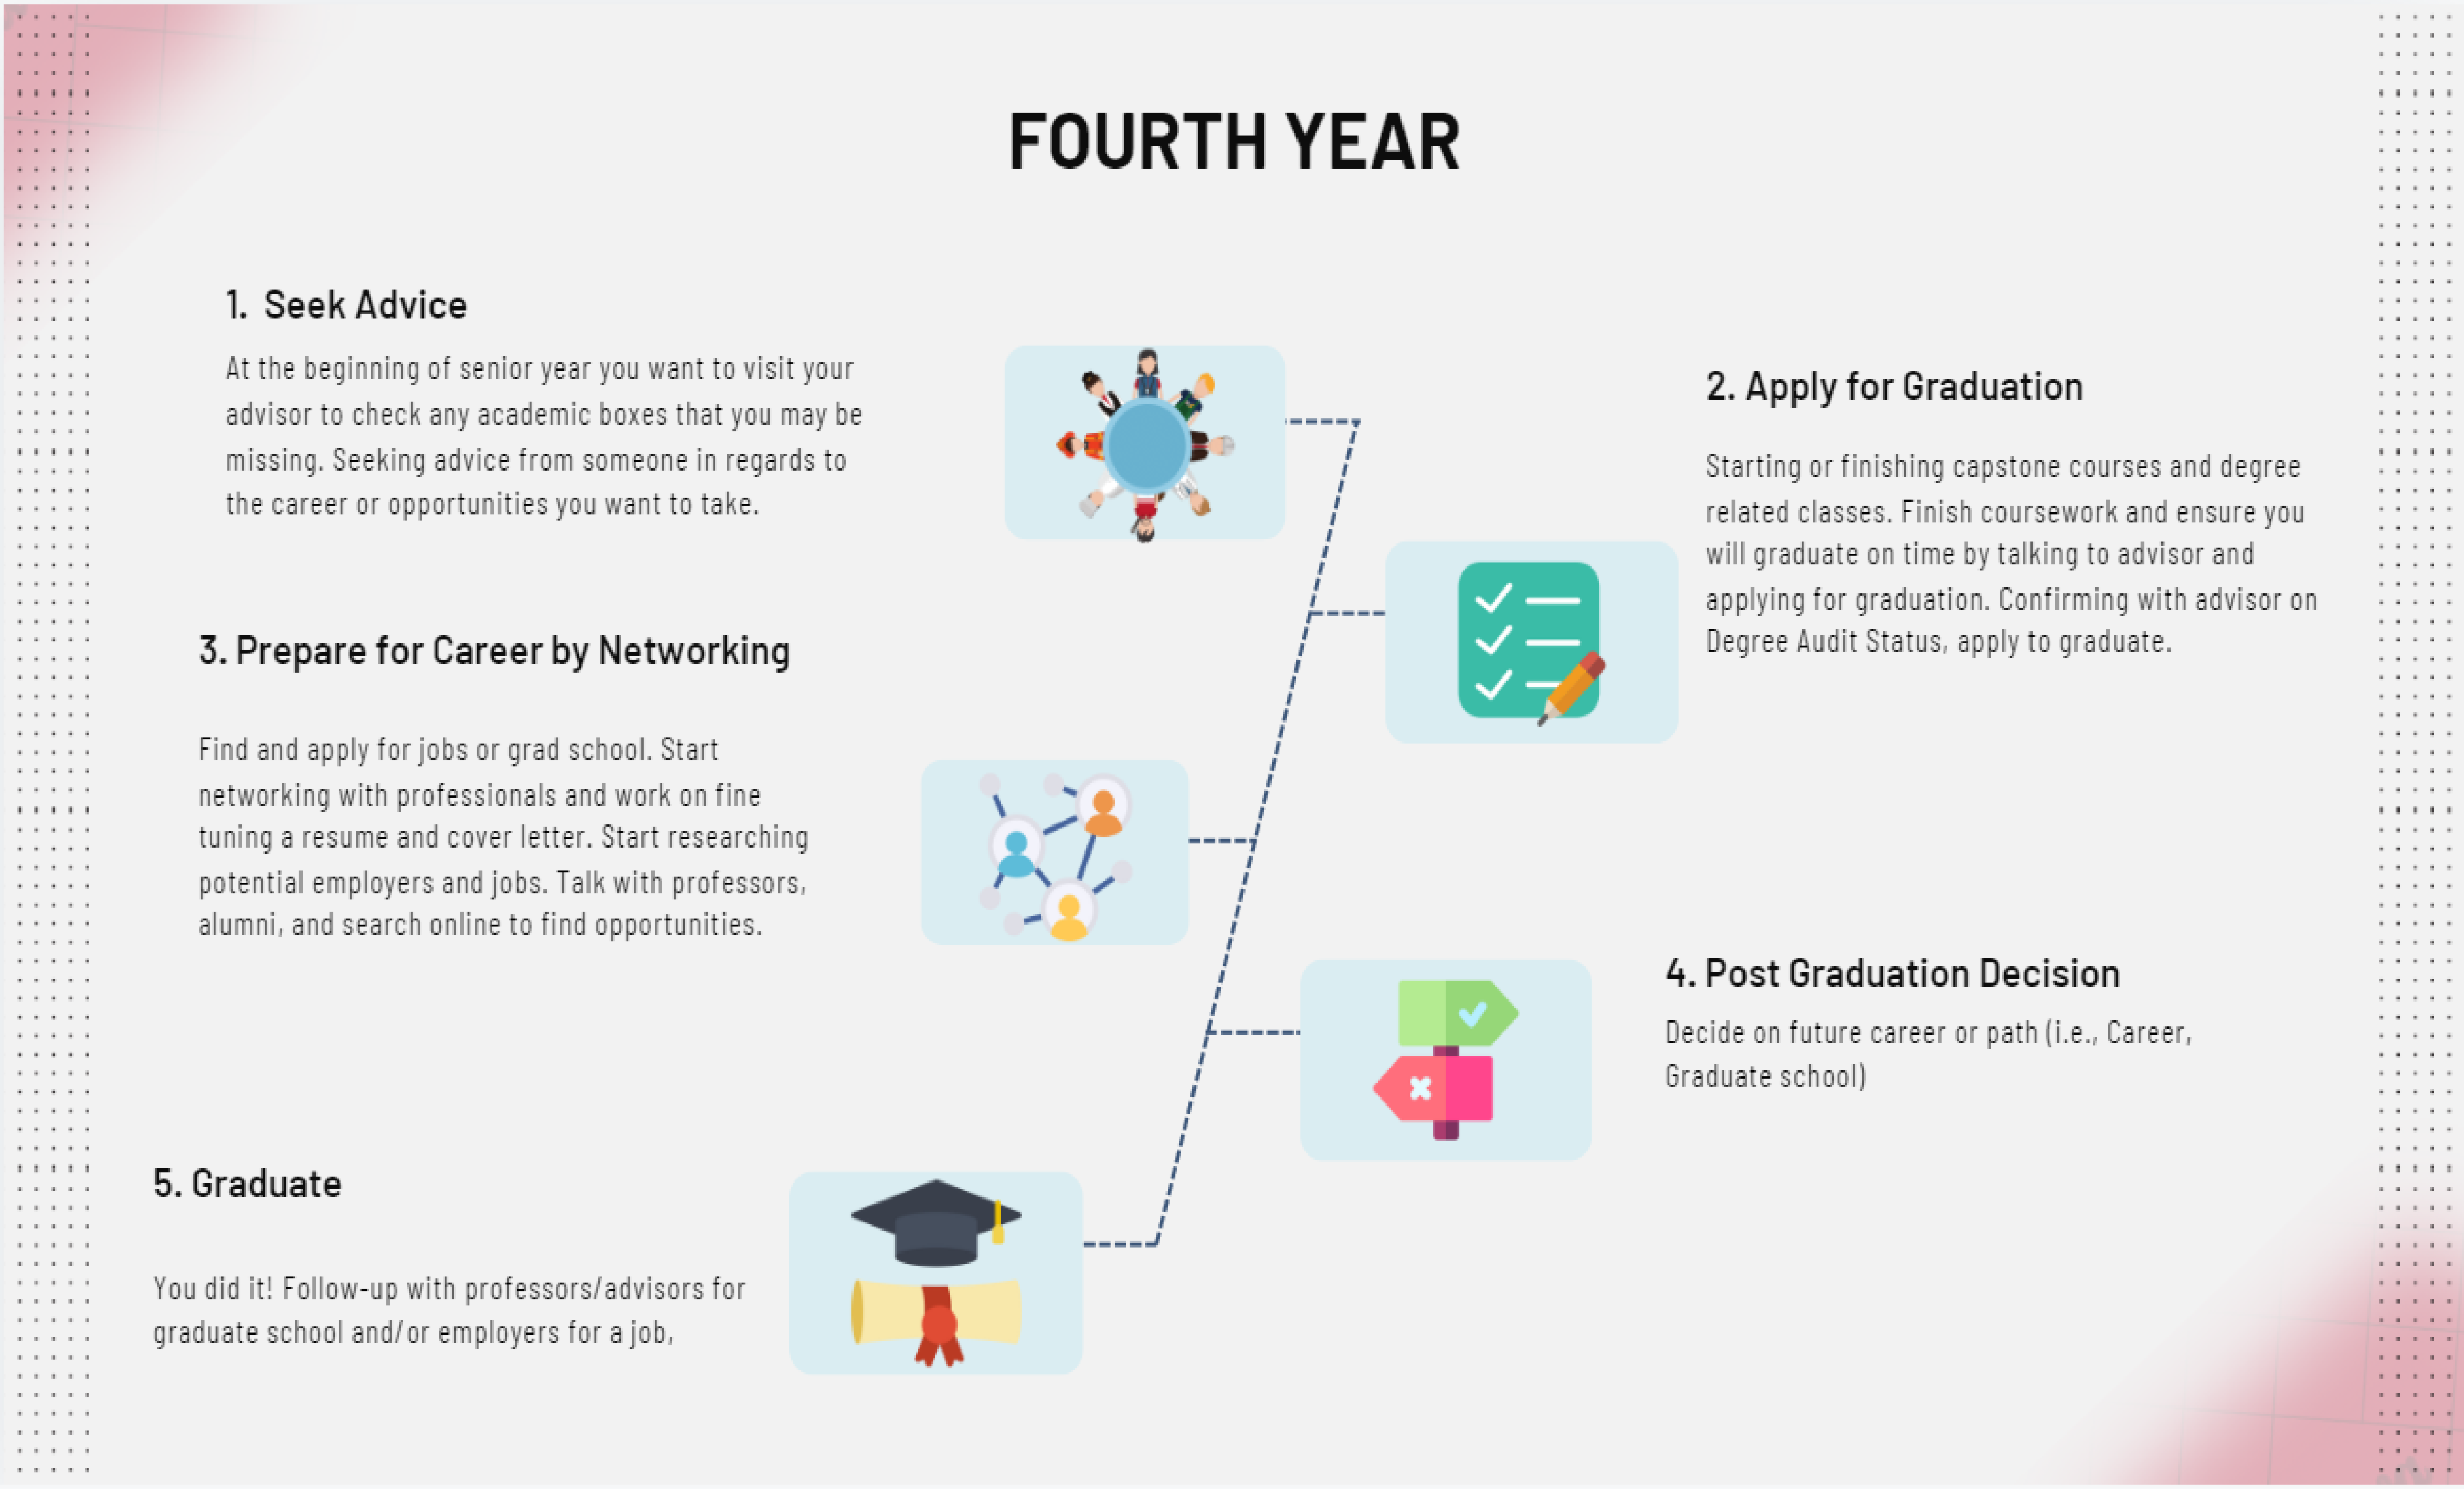 FOURTH YEAR
1. Seek Advice
At the beginning of senior year you want to visit your
advisor to check any academic boxes that you may be
missing. Seeking advice from someone in regards to
the career or opportunities you want to take.
2. Apply for Graduation
Starting or finishing capstone courses and degree
related classes. Finish coursework and ensure you
will graduate on time by talking to advisor and
applying for graduation. Confirming with advisor on
Degree Audit Status, apply to graduate.
3. Prepare for Career by Networking
Find and apply for jobs or grad school. Start
networking with professionals and work on fine
tuning a resume and cover letter. Start researching
potential employers and jobs. Talk with professors,
alumni, and search online to find opportunities.
4. Post Graduation Decision
Decide on future career or path (i.e., Career,
Graduate school)
5. Graduate
You did it! Follow-up with professors/advisors for
graduate school and/or employers for a job,